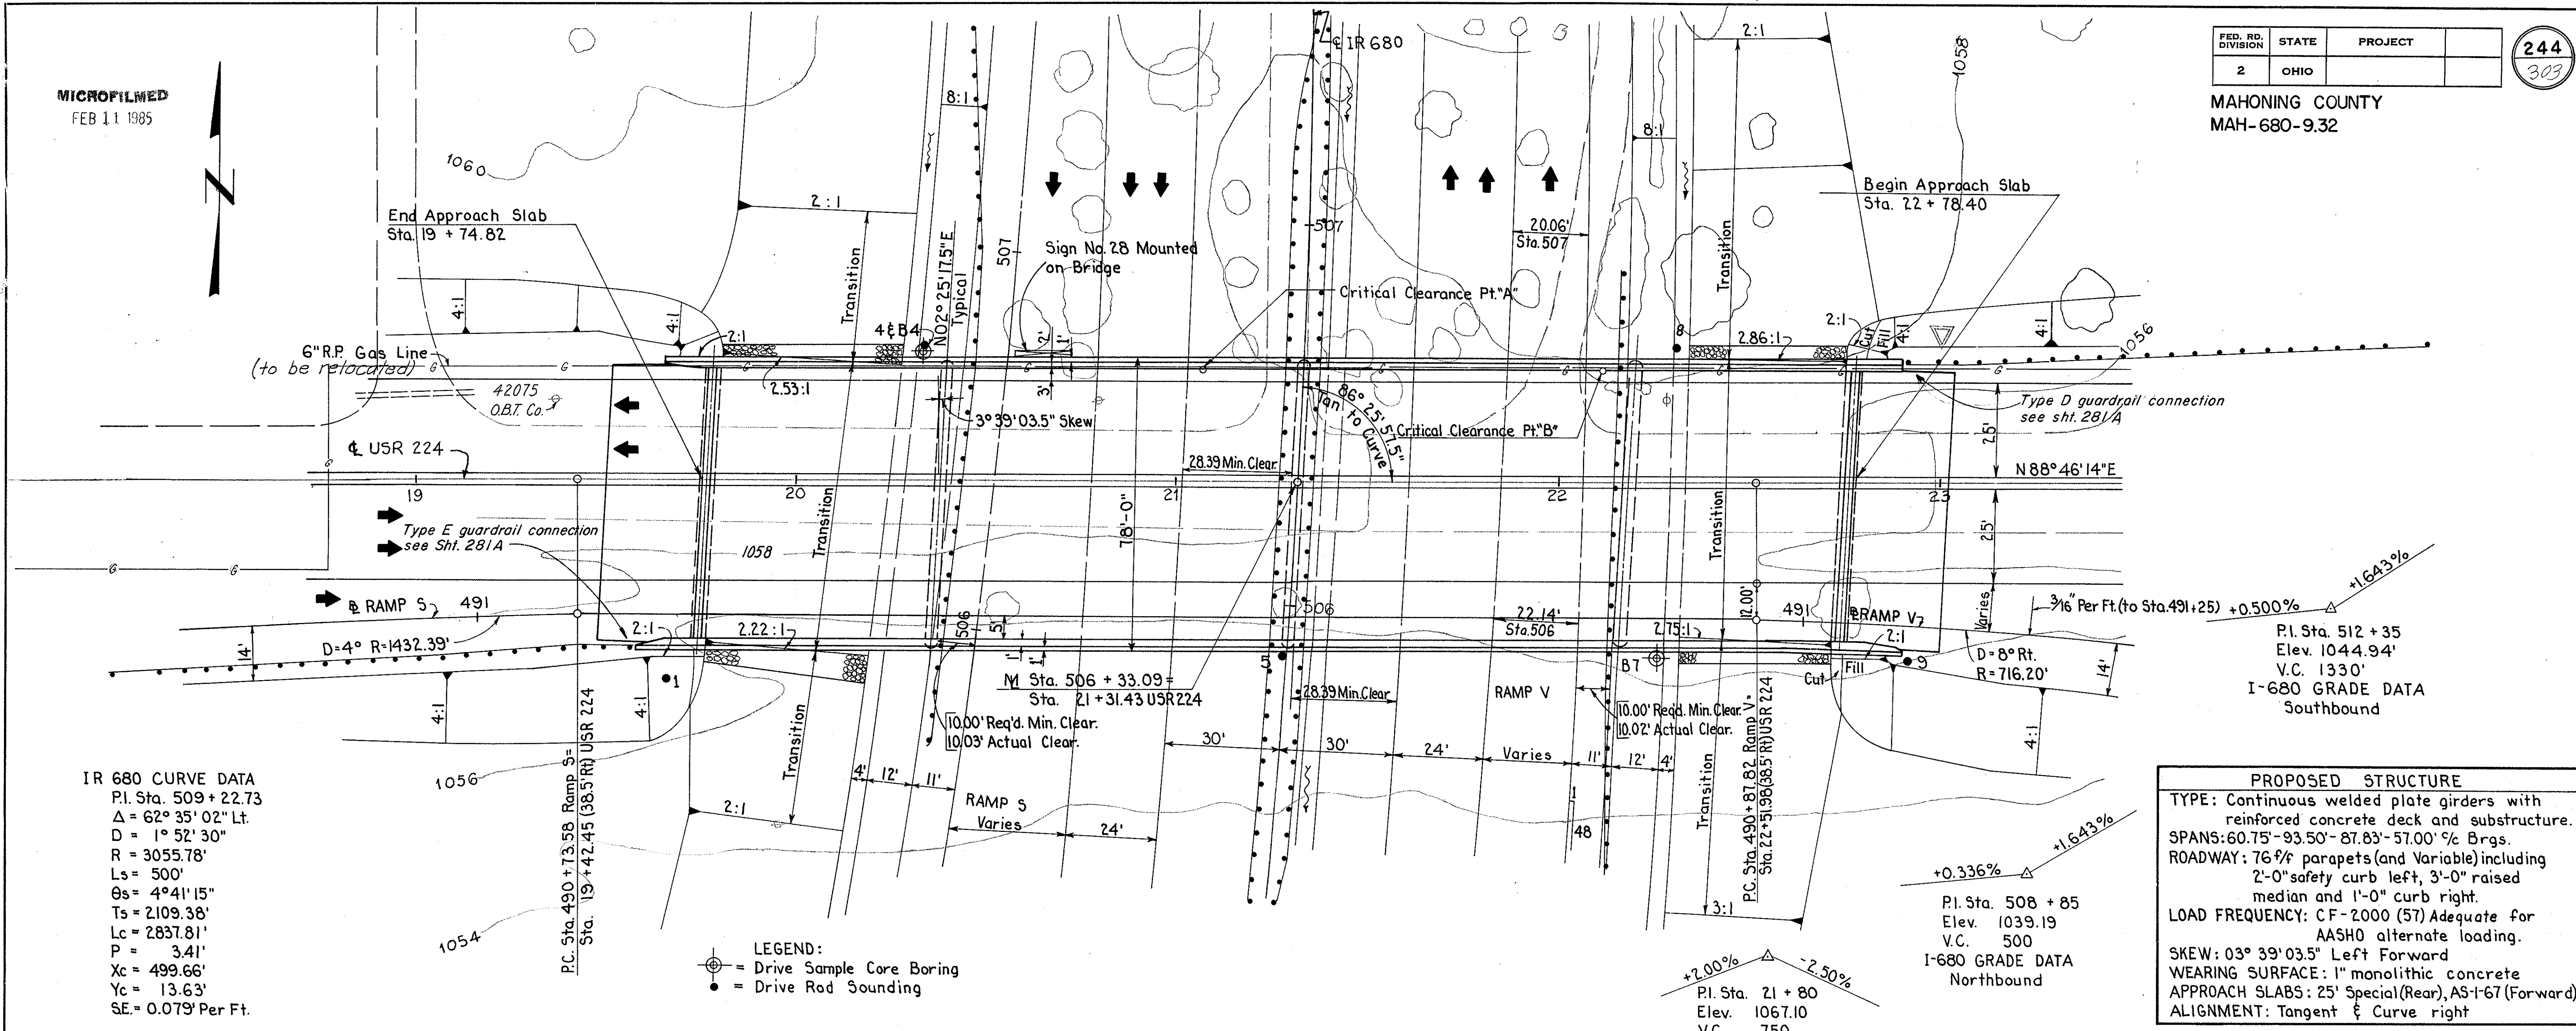 MICROFILMED
FEB 11 1985
N
FED. RD. DIVISION
STATE
PROJECT
2
OHIO
244
303
MAHONING COUNTY
MAH-680-9.32
℄ IR 680
2:1
8:1
8:1
2:1
1058
1060
2:1
End Approach Slab
Sta. 19 + 74.82
Transition
N02° 25' 17.5" E
Typical
507
Sign No. 28 Mounted
on Bridge
507
20.06'
Sta. 507
Transition
Begin Approach Slab
Sta. 22 + 78.40
Critical Clearance Pt. "A"
4:1
4:1
2:1
4 & B4
2'
1'
8
2.86:1
2:1
Cut
Fill
4:1
4:1
1056
6" R.P. Gas Line
(to be relocated)
G
G
G
G
G
G
G
G
42075
O.B.T. Co.
2.53:1
3'
3° 39' 03.5" Skew
86° 25' 57.5"
Tan to Curve
Critical Clearance Pt. "B"
Type D guardrail connection
see sht. 281A
25'
℄ USR 224
G
28.39 Min. Clear.
N 88° 46' 14" E
19
20
21
22
23
Type E guardrail connection
see Sht. 281A
1058
Transition
78'-0"
Transition
25'
G
G
℄ RAMP S
491
506
5'
506
22.14'
Sta. 506
12.00'
491
℄ RAMP V
Varies
3/16" Per Ft. (to Sta. 491+25)
D = 4° R = 1432.39'
14'
2:1
2.22:1
1'
1'
5
B7
2.75:1
2:1
Fill
Cut
9
D = 8° Rt.
R = 716.20'
14'
1
4:1
4:1
M Sta. 506 + 33.09 =
Sta. 21 + 31.43 USR 224
28.39 Min. Clear
RAMP V
10.00' Req'd. Min. Clear.
10.03' Actual Clear.
10.00' Req'd. Min. Clear.
10.02' Actual Clear.
4:1
Transition
30'
30'
24'
Varies
11'
12'
4'
4'
12'
11'
RAMP S
Varies
24'
2:1
1
48
Transition
3:1
P.C. Sta. 490 + 73.58 Ramp S =
Sta. 19 + 42.45 (38.5' Rt) USR 224
P.C. Sta. 490 + 87.82 Ramp V =
Sta. 22 + 51.98 (38.5' Rt) USR 224
1056
1054
+0.500%
+1.643%
P.I. Sta. 512 + 35
Elev. 1044.94'
V.C. 1330'
I-680 GRADE DATA
Southbound
+0.336%
+1.643%
P.I. Sta. 508 + 85
Elev. 1039.19
V.C. 500
I-680 GRADE DATA
Northbound
+2.00%
-2.50%
P.I. Sta. 21 + 80
Elev. 1067.10
V.C. 750
IR 680 CURVE DATA
P.I. Sta. 509 + 22.73
Δ = 62° 35' 02" Lt.
D = 1° 52' 30"
R = 3055.78'
Ls = 500'
θs = 4° 41' 15"
Ts = 2109.38'
Lc = 2837.81'
P = 3.41'
Xc = 499.66'
Yc = 13.63'
S.E. = 0.079' Per Ft.
LEGEND:
= Drive Sample Core Boring
= Drive Rod Sounding
PROPOSED STRUCTURE
TYPE: Continuous welded plate girders with
reinforced concrete deck and substructure.
SPANS: 60.75'-93.50'-87.83'-57.00' c/c Brgs.
ROADWAY: 76 f/f parapets (and Variable) including
2'-0" safety curb left, 3'-0" raised
median and 1'-0" curb right.
LOAD FREQUENCY: CF-2000 (57) Adequate for
AASHO alternate loading.
SKEW: 03° 39' 03.5" Left Forward
WEARING SURFACE: 1" monolithic concrete
APPROACH SLABS: 25' Special (Rear), AS-1-67 (Forward)
ALIGNMENT: Tangent & Curve right